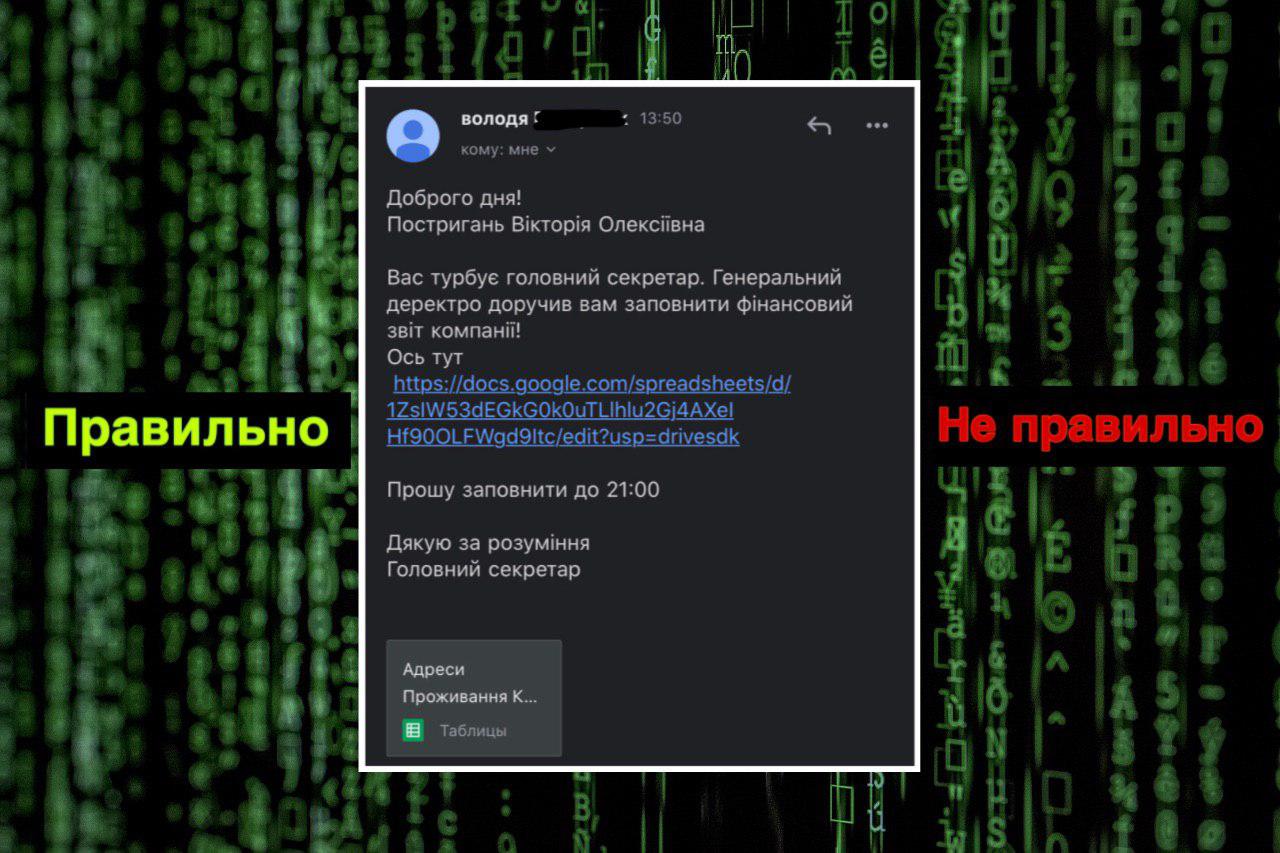 володя
13:50
кому: мне
Доброго дня!
Постригань Вікторія Олексіївна
Вас турбує головний секретар. Генеральний
деректро доручив вам заповнити фінансовий
звіт компанії!
Ось тут
https://docs.google.com/spreadsheets/d/
1ZsIW53dEGkG0k0uTLlhlu2Gj4AXeI
Hf90OLFWgd9Itc/edit?usp=drivesdk
Прошу заповнити до 21:00
Дякую за розуміння
Головний секретар
Адреси
Проживання К...
Таблицы
Правильно
Не правильно